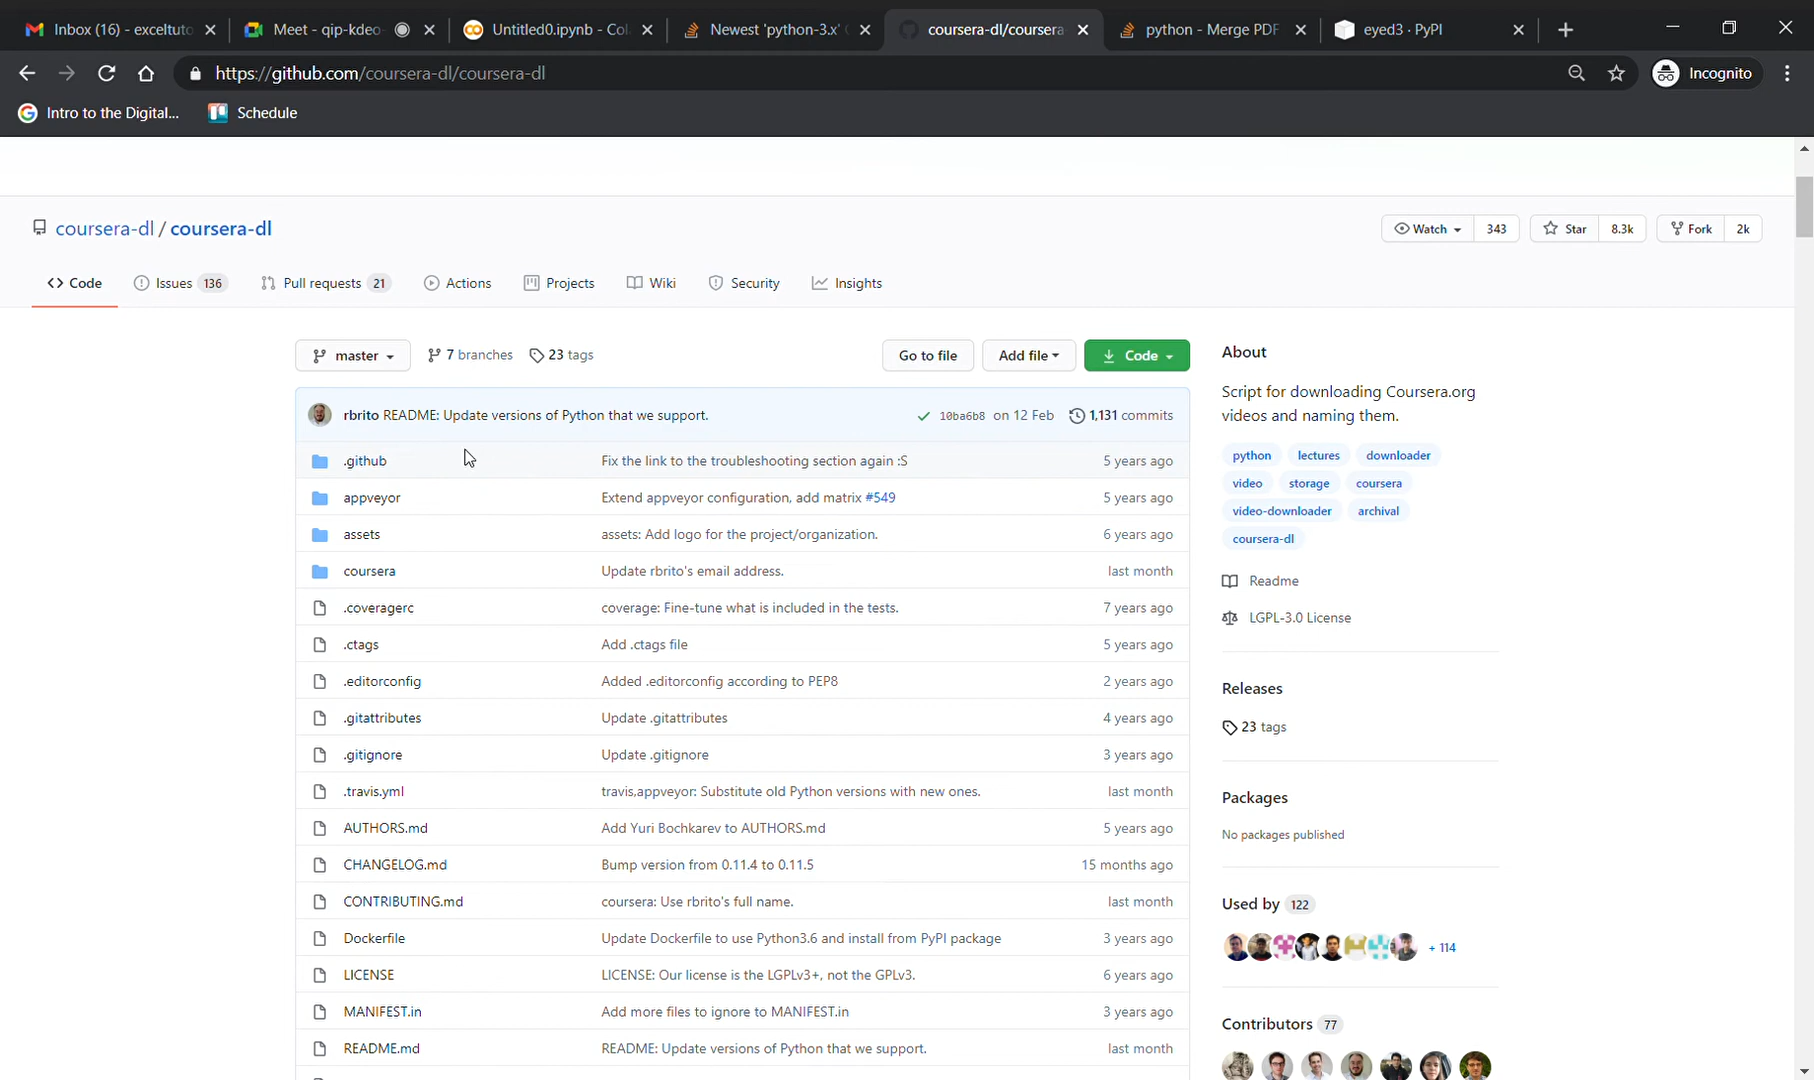 Inbox (16) - exceltuto
Meet - qip-kdeo-
Untitled0.ipynb - Col
Newest 'python-3.x'
coursera-dl/coursera
python - Merge PDF
eyed3 · PyPI
https://github.com/coursera-dl/coursera-dl
Incognito
Intro to the Digital...
Schedule
coursera-dl / coursera-dl
Watch 343
Star 8.3k
Fork 2k
Code
Issues 136
Pull requests 21
Actions
Projects
Wiki
Security
Insights
master
7 branches
23 tags
Go to file
Add file
Code
rbrito README: Update versions of Python that we support. 10ba6b8 on 12 Feb 1,131 commits
.github Fix the link to the troubleshooting section again :S 5 years ago
appveyor Extend appveyor configuration, add matrix #549 5 years ago
assets assets: Add logo for the project/organization. 6 years ago
coursera Update rbrito's email address. last month
.coveragerc coverage: Fine-tune what is included in the tests. 7 years ago
.ctags Add .ctags file 5 years ago
.editorconfig Added .editorconfig according to PEP8 2 years ago
.gitattributes Update .gitattributes 4 years ago
.gitignore Update .gitignore 3 years ago
.travis.yml travis,appveyor: Substitute old Python versions with new ones. last month
AUTHORS.md Add Yuri Bochkarev to AUTHORS.md 5 years ago
CHANGELOG.md Bump version from 0.11.4 to 0.11.5 15 months ago
CONTRIBUTING.md coursera: Use rbrito's full name. last month
Dockerfile Update Dockerfile to use Python3.6 and install from PyPI package 3 years ago
LICENSE LICENSE: Our license is the LGPLv3+, not the GPLv3. 6 years ago
MANIFEST.in Add more files to ignore to MANIFEST.in 3 years ago
README.md README: Update versions of Python that we support. last month
About
Script for downloading Coursera.org
videos and naming them.
python lectures downloader
video storage coursera
video-downloader archival
coursera-dl
Readme
LGPL-3.0 License
Releases
23 tags
Packages
No packages published
Used by 122
+ 114
Contributors 77